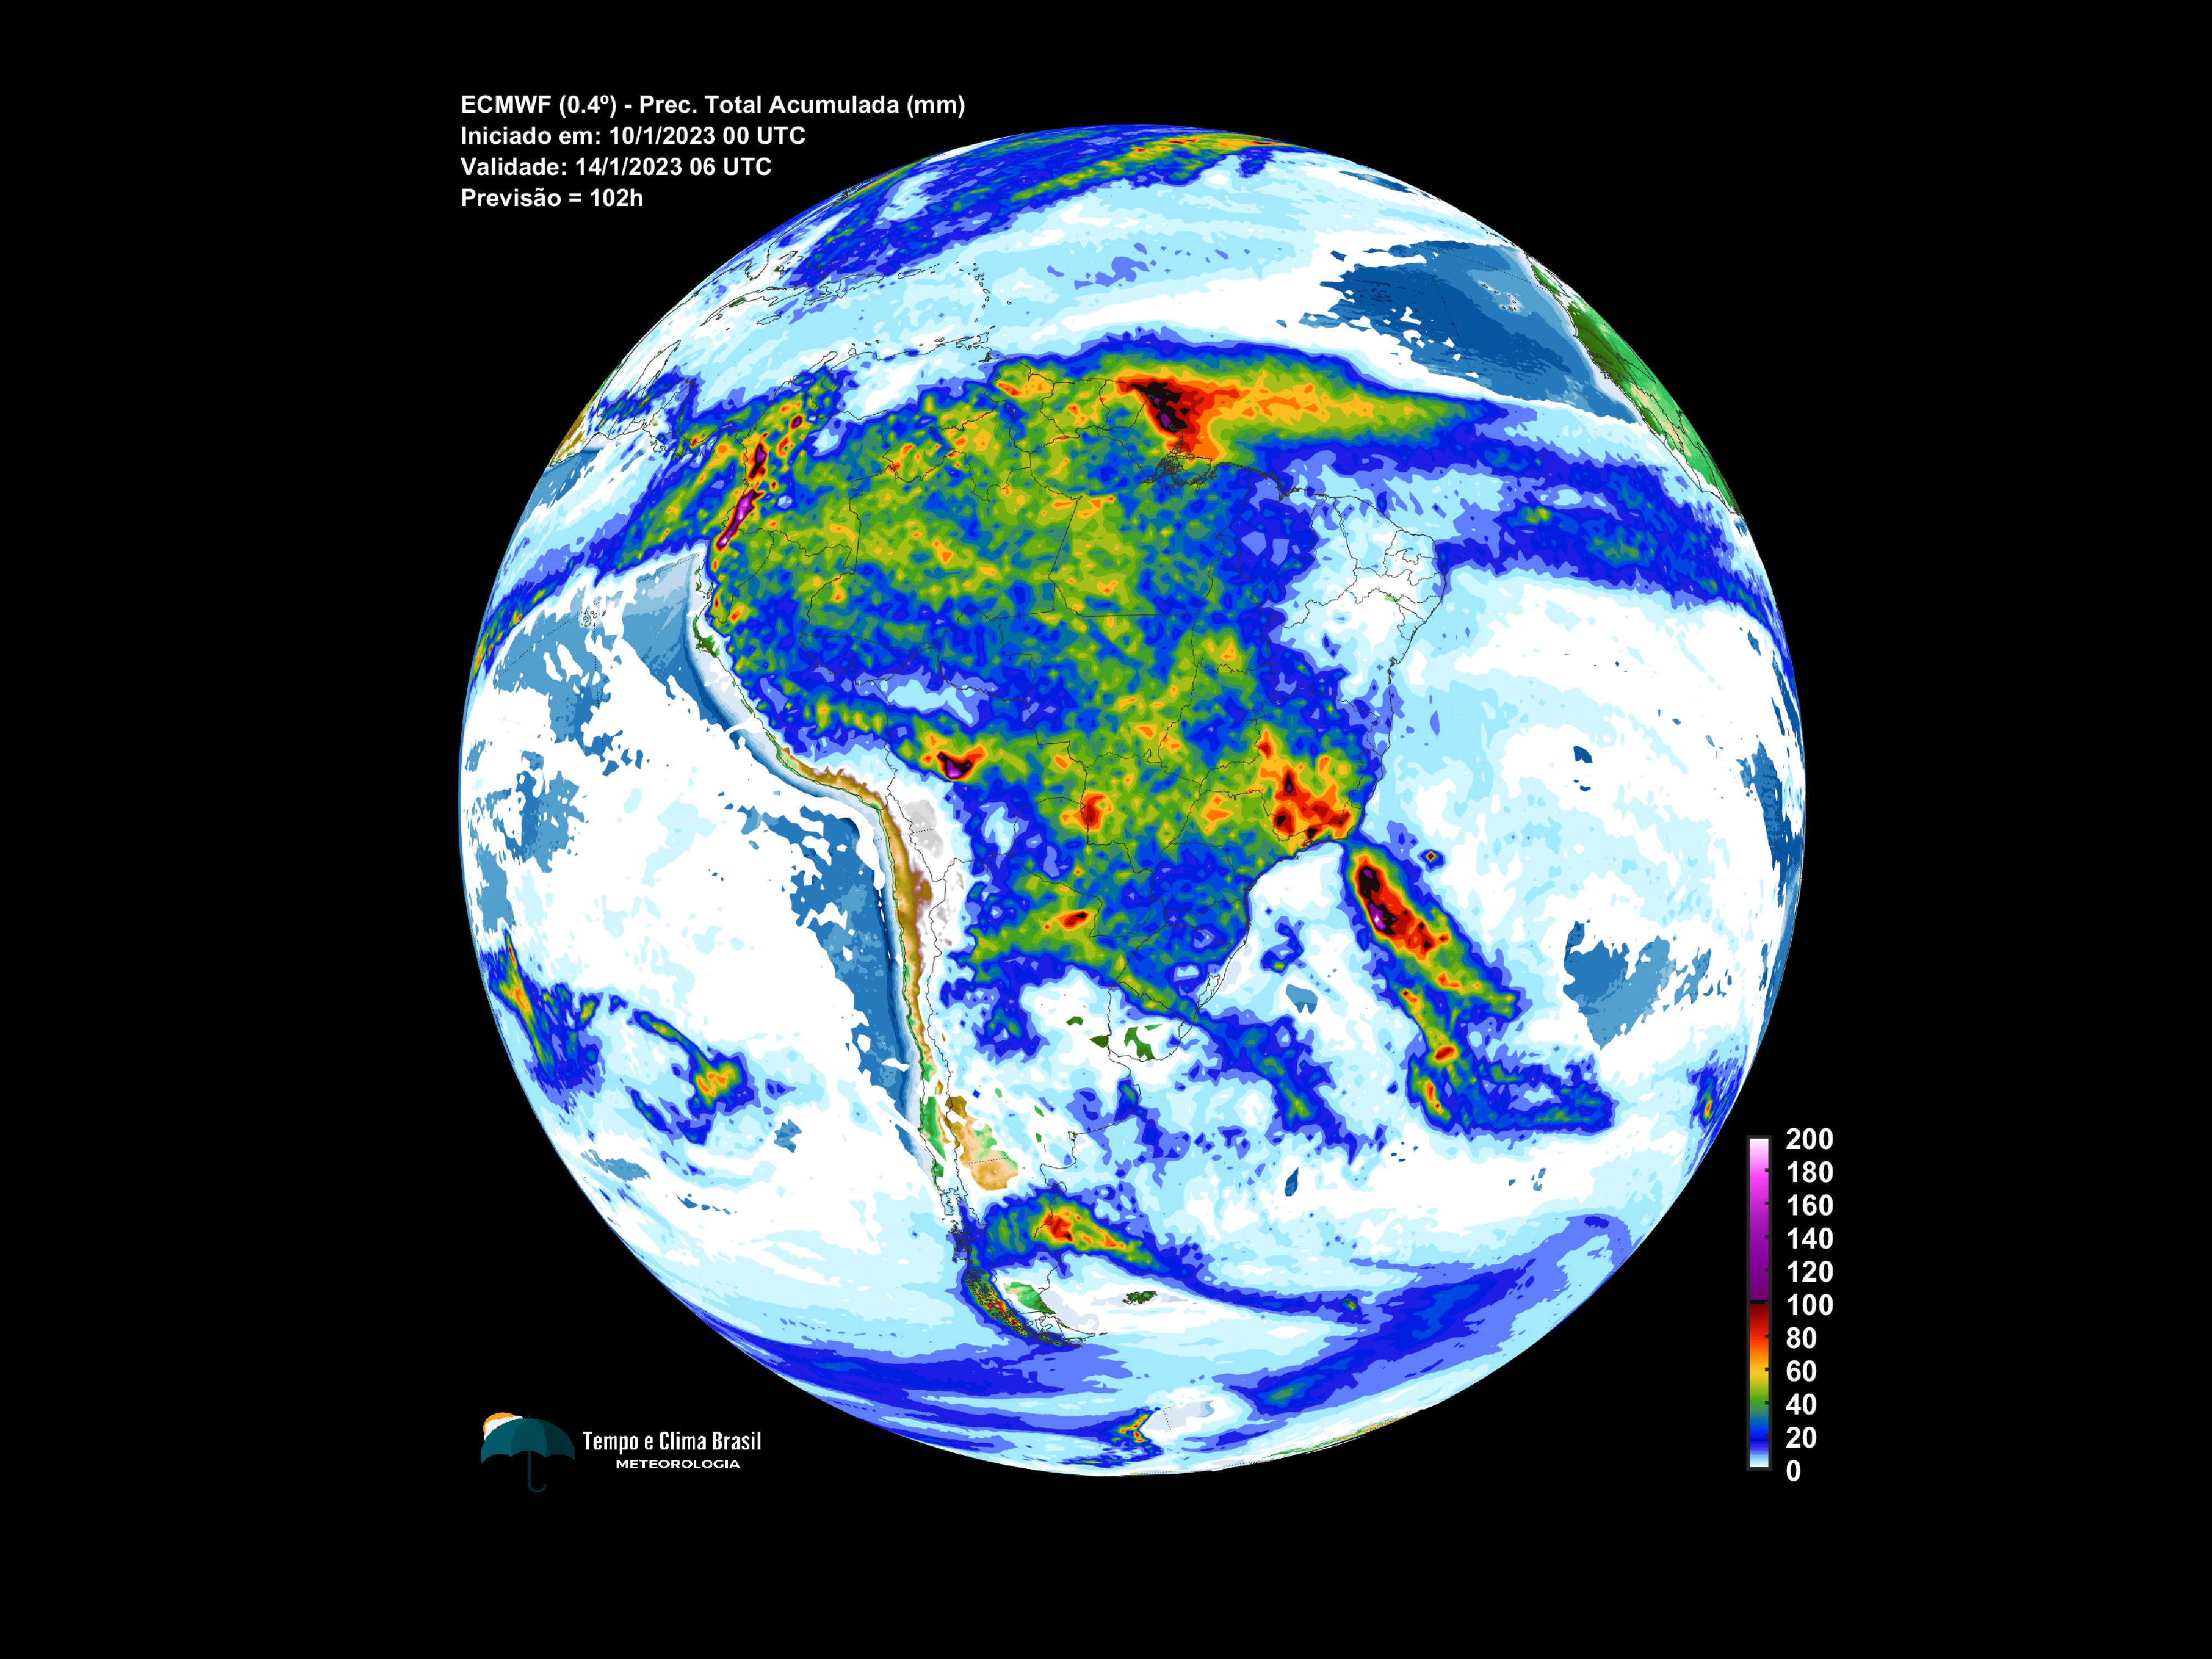 ECMWF (0.4º) - Prec. Total Acumulada (mm)
Iniciado em: 10/1/2023 00 UTC
Validade: 14/1/2023 06 UTC
Previsão = 102h
200
180
160
140
120
100
80
60
40
20
0
Tempo e Clima Brasil
METEOROLOGIA